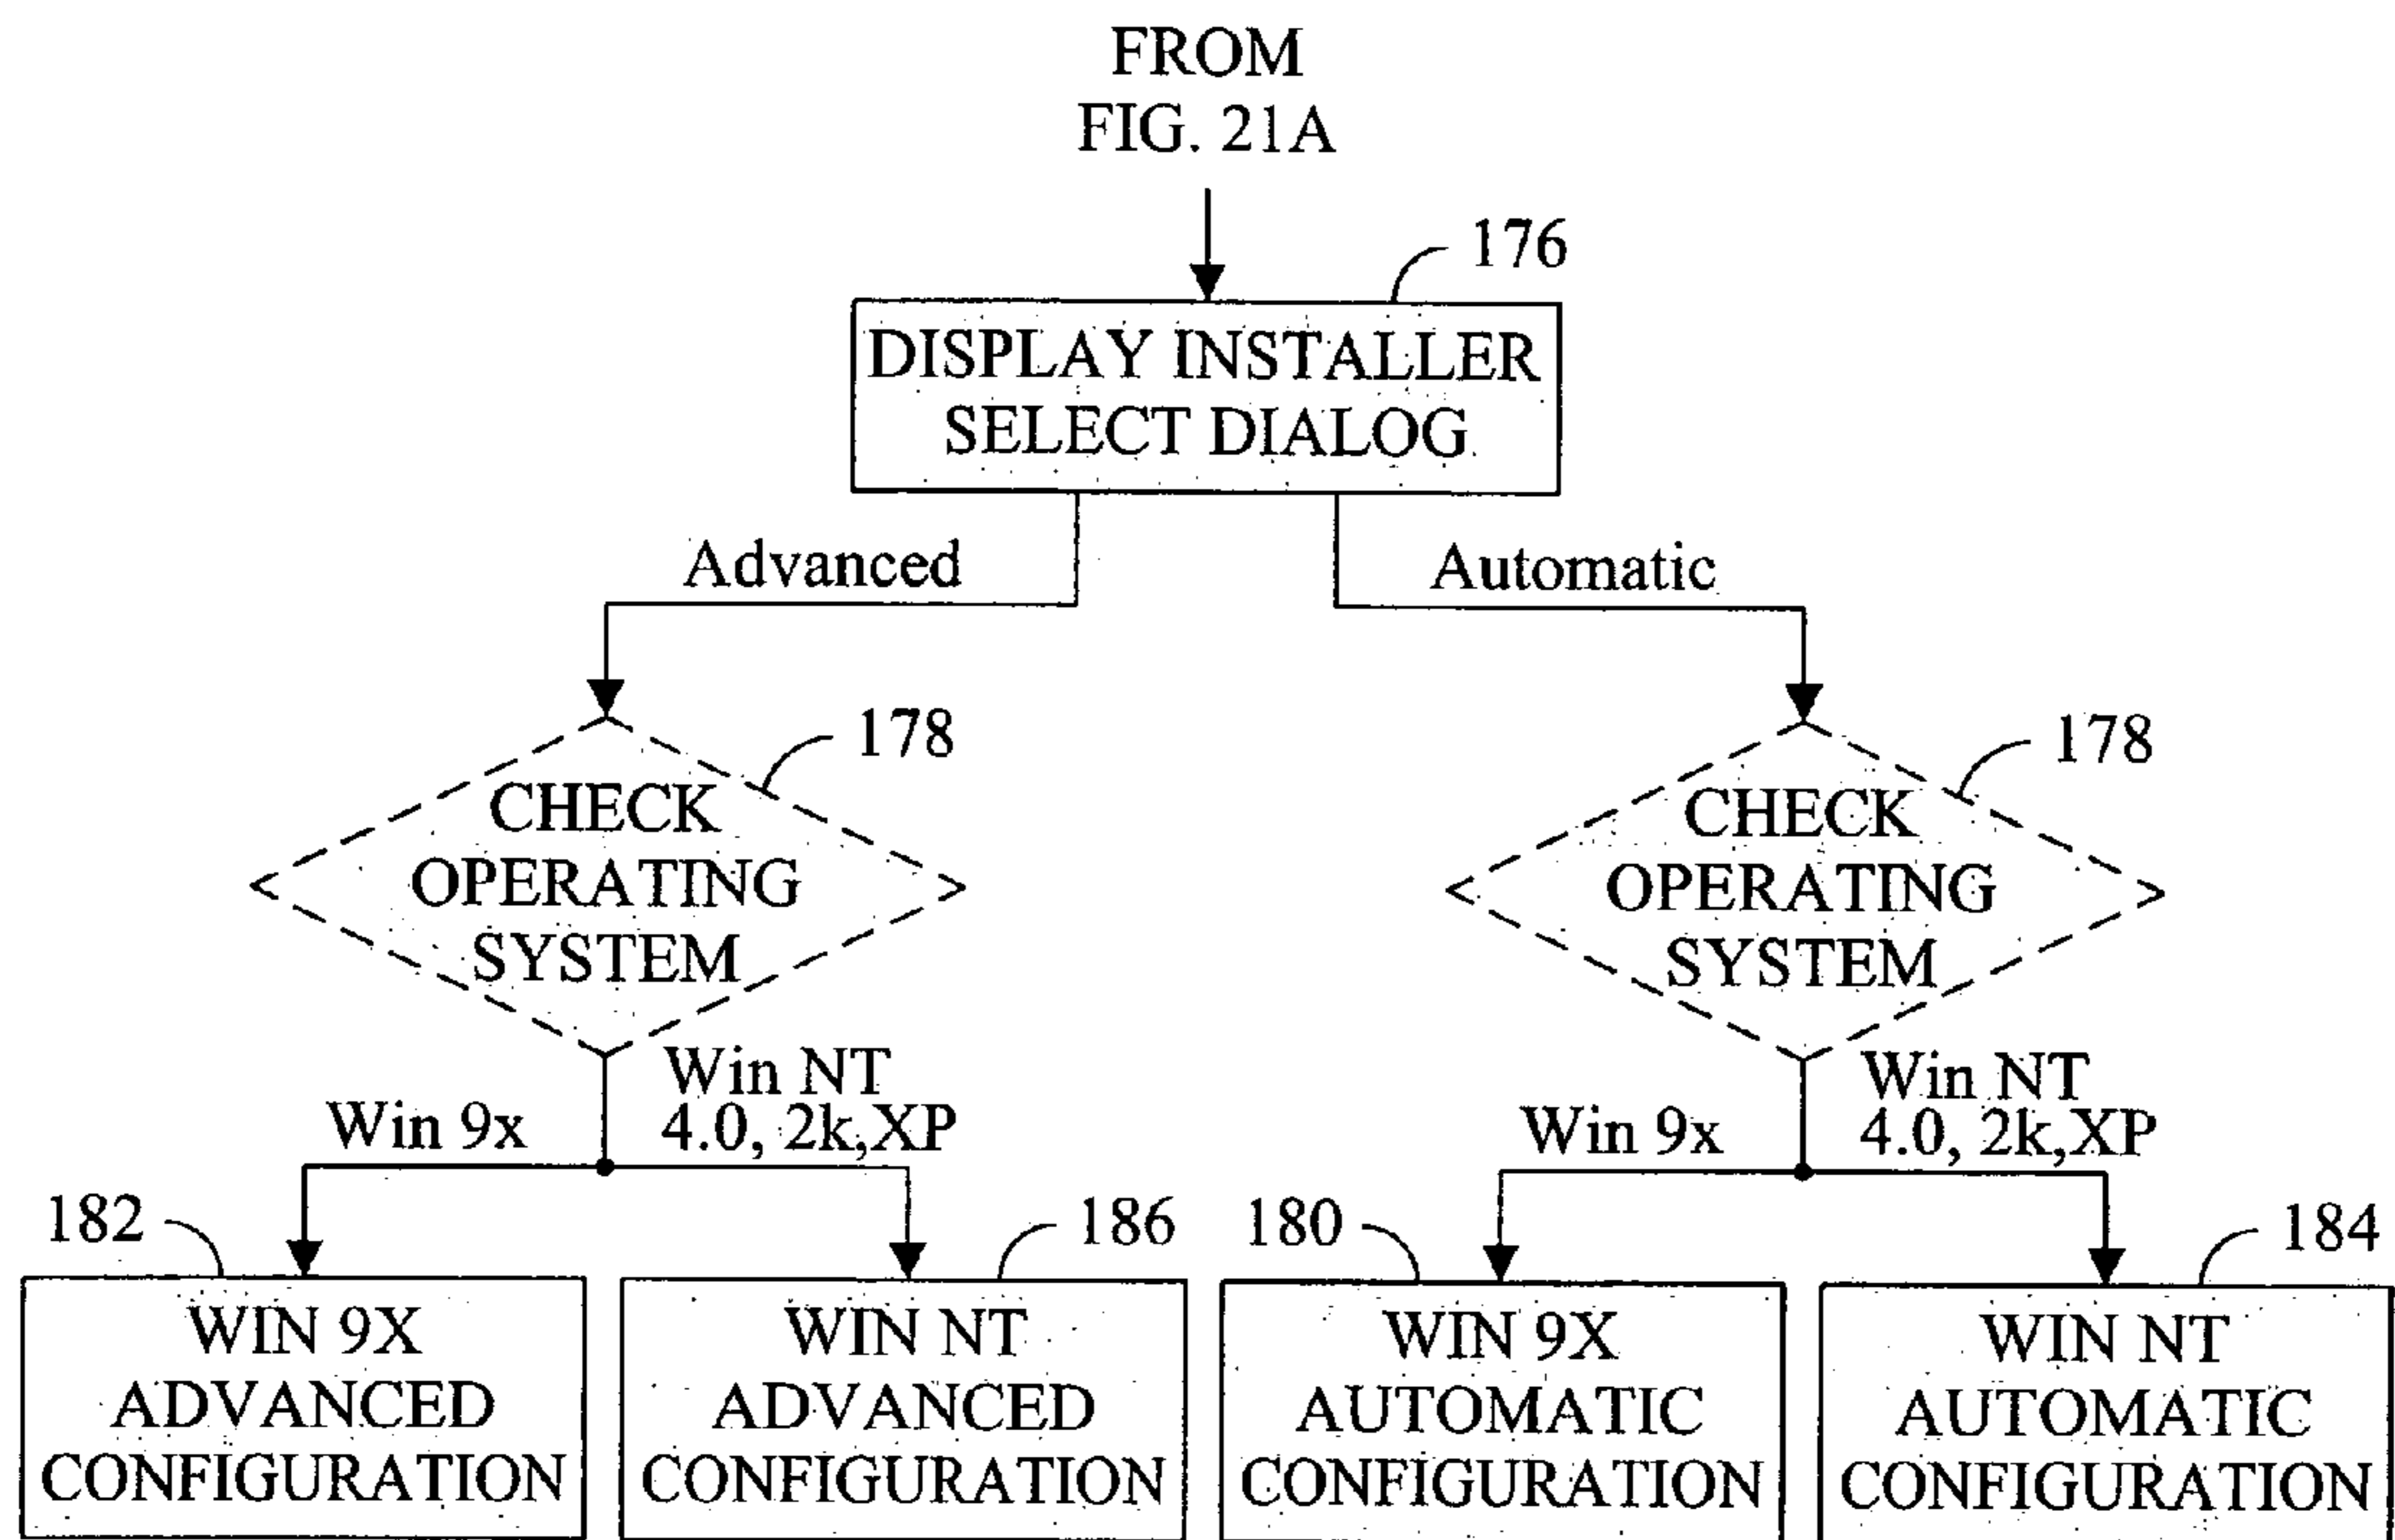 FROM
FIG. 21A
176
DISPLAY INSTALLER
SELECT DIALOG
Advanced
Automatic
178
CHECK
OPERATING
SYSTEM
178
CHECK
OPERATING
SYSTEM
Win 9x
Win NT
4.0, 2k,XP
Win 9x
Win NT
4.0, 2k,XP
182
186
180
184
WIN 9X
ADVANCED
CONFIGURATION
WIN NT
ADVANCED
CONFIGURATION
WIN 9X
AUTOMATIC
CONFIGURATION
WIN NT
AUTOMATIC
CONFIGURATION